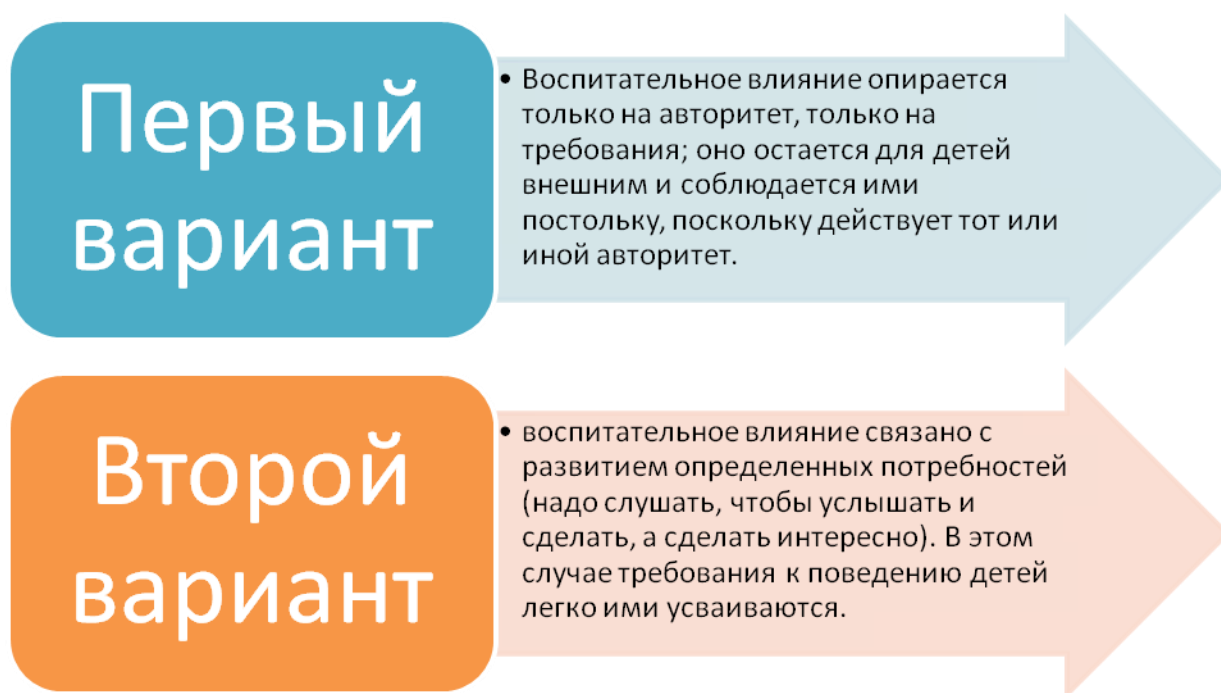 Первый
вариант
• Воспитательное влияние опирается
только на авторитет, только на
требования; оно остается для детей
внешним и соблюдается ими
постольку, поскольку действует тот или
иной авторитет.
Второй
вариант
• воспитательное влияние связано с
развитием определенных потребностей
(надо слушать, чтобы услышать и
сделать, а сделать интересно). В этом
случае требования к поведению детей
легко ими усваиваются.